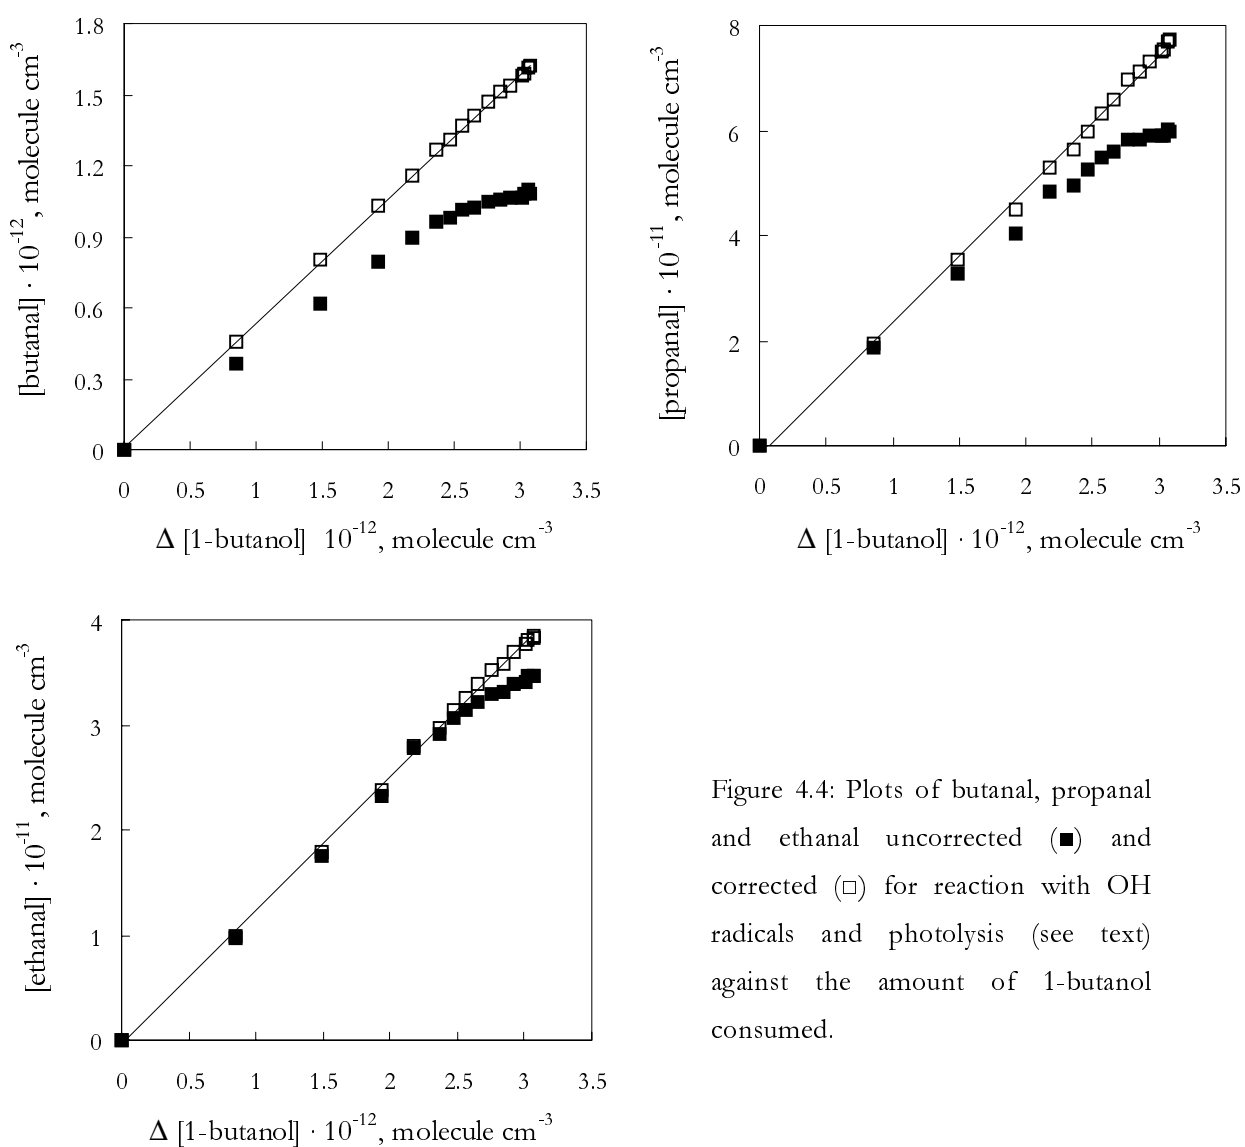 1.8
1.5
1.2
0.9
0.6
0.3
0
[butanal] · 10-12, molecule cm-3
0 0.5 1 1.5 2 2.5 3 3.5
Δ [1-butanol] 10-12, molecule cm-3
8
6
4
2
0
[propanal] · 10-11, molecule cm-3
0 0.5 1 1.5 2 2.5 3 3.5
Δ [1-butanol] · 10-12, molecule cm-3
4
3
2
1
0
[ethanal] · 10-11, molecule cm-3
0 0.5 1 1.5 2 2.5 3 3.5
Δ [1-butanol] · 10-12, molecule cm-3
Figure 4.4: Plots of butanal, propanal
and ethanal uncorrected (■) and
corrected (□) for reaction with OH
radicals and photolysis (see text)
against the amount of 1-butanol
consumed.